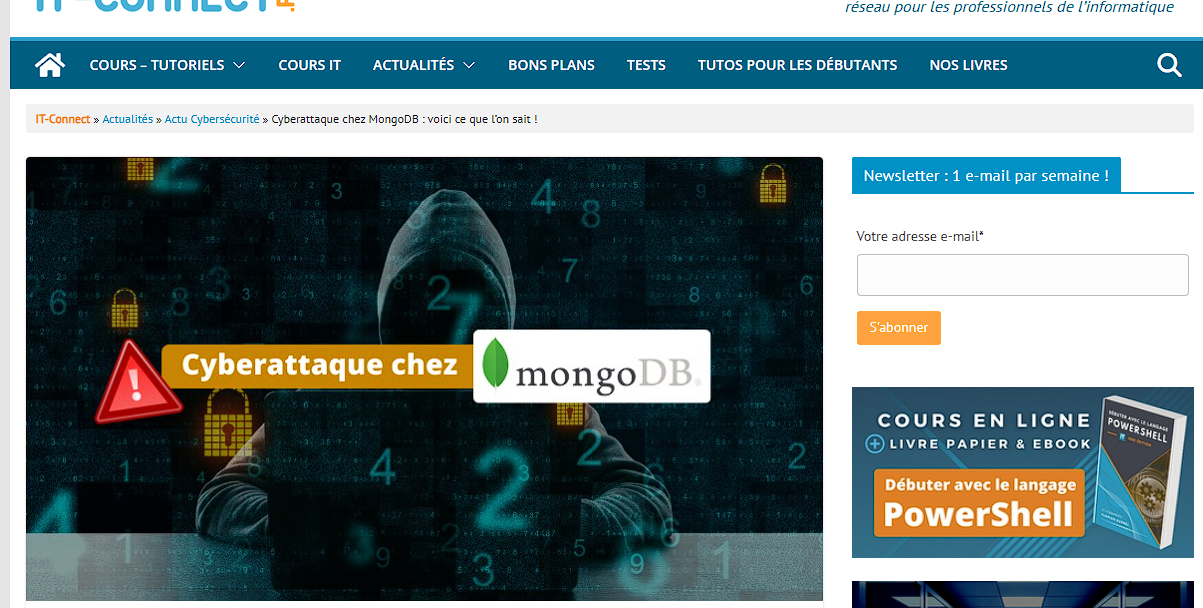 IT-CONNECT.FR
réseau pour les professionnels de l'informatique
COURS – TUTORIELS COURS IT ACTUALITÉS BONS PLANS TESTS TUTOS POUR LES DÉBUTANTS NOS LIVRES
IT-Connect » Actualités » Actu Cybersécurité » Cyberattaque chez MongoDB : voici ce que l'on sait !
Cyberattaque chez mongoDB
Newsletter : 1 e-mail par semaine !
Votre adresse e-mail*
S'abonner
COURS EN LIGNE
+ LIVRE PAPIER & EBOOK
Débuter avec le langage
PowerShell
DÉBUTER AVEC LE LANGAGE
POWERSHELL